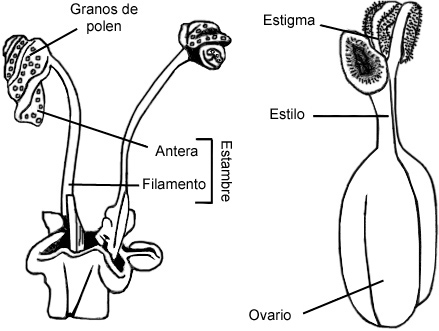 Granos de
polen
Antera
Filamento
Estambre
Estigma
Estilo
Ovario